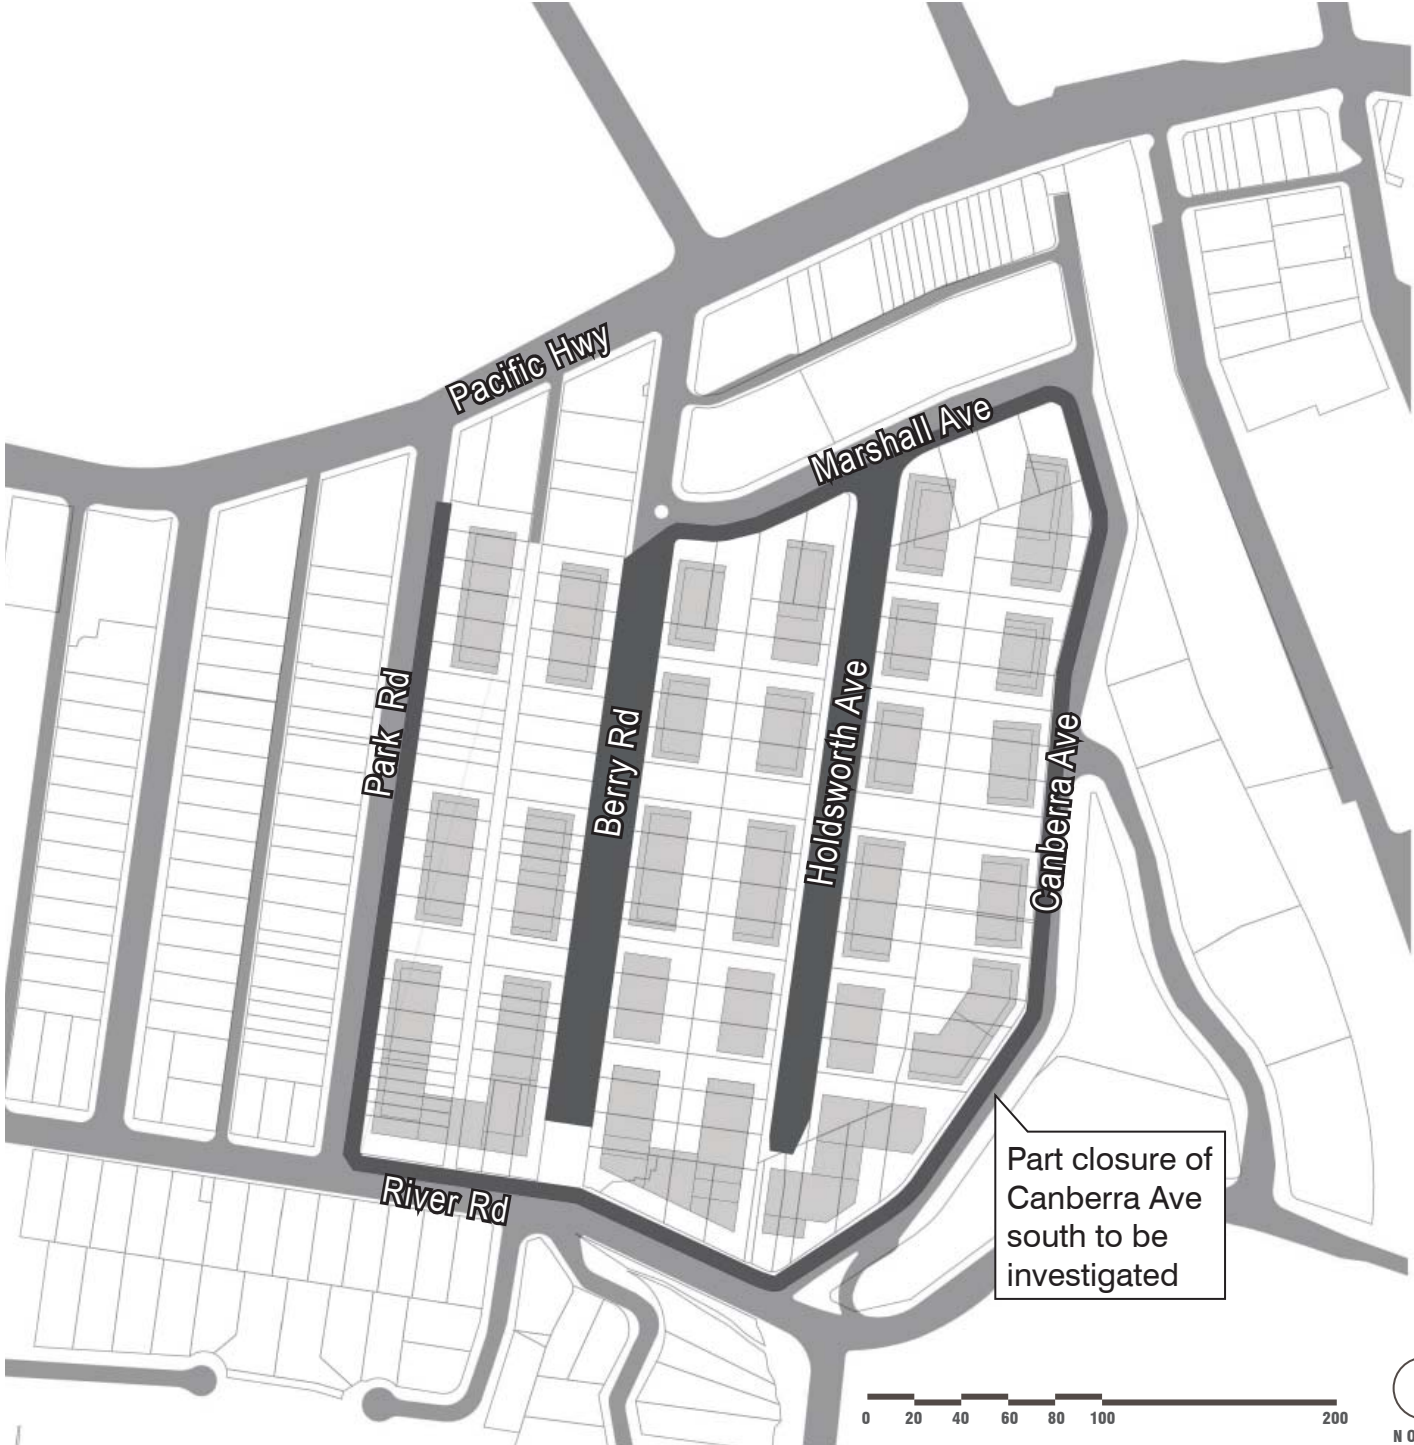 Pacific Hwy
Marshall Ave
Park Rd
Berry Rd
Holdsworth Ave
Canberra Ave
River Rd
Part closure of
Canberra Ave
south to be
investigated
0 20 40 60 80 100 200